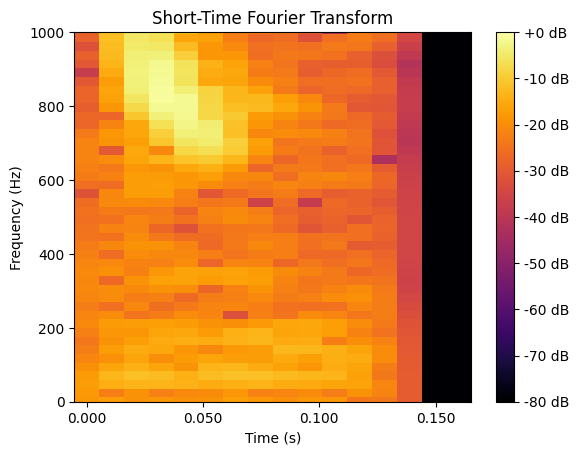 Short-Time Fourier Transform
Frequency (Hz)
1000
800
600
400
200
0
0.000
0.050
0.100
0.150
Time (s)
+0 dB
-10 dB
-20 dB
-30 dB
-40 dB
-50 dB
-60 dB
-70 dB
-80 dB